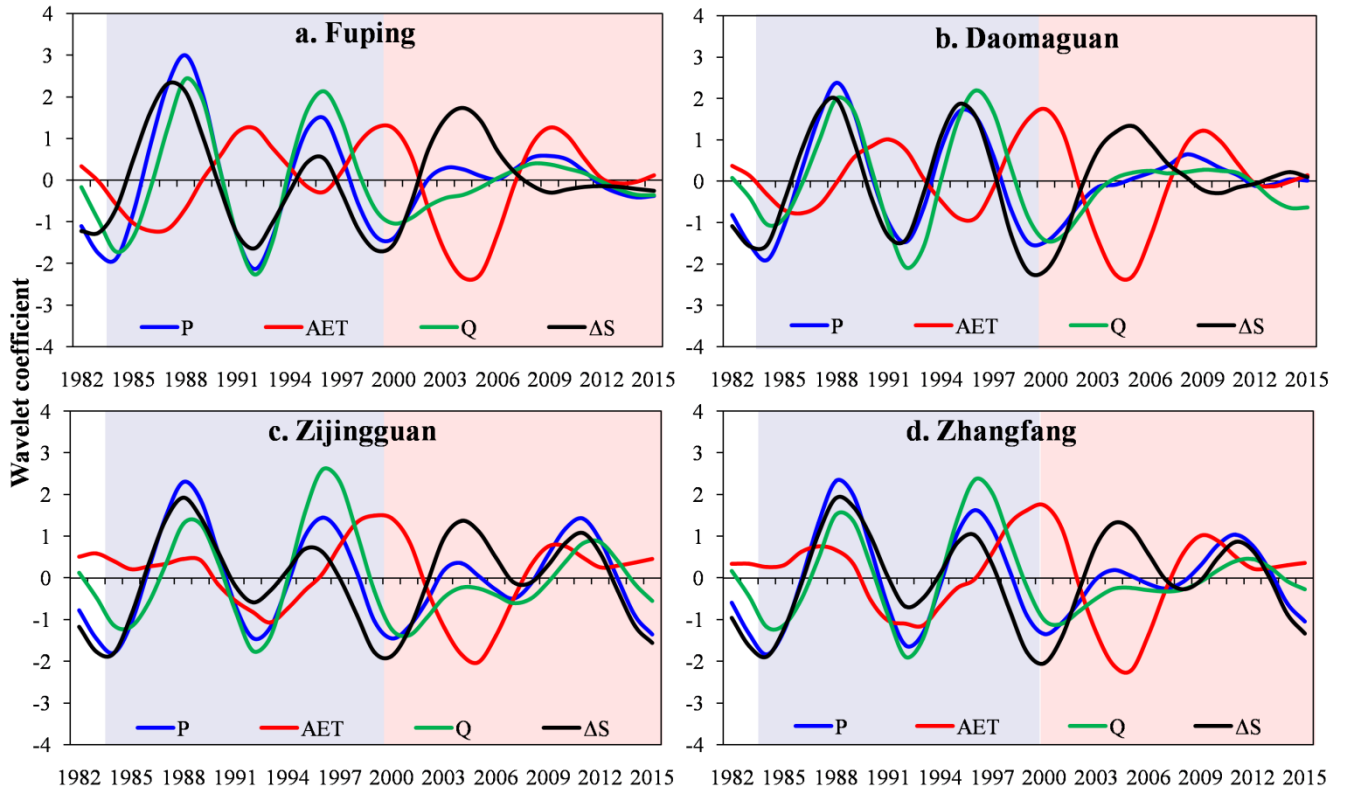 a. Fuping
4
3
2
1
0
-1
-2
-3
-4
P AET Q ΔS
1982 1985 1988 1991 1994 1997 2000 2003 2006 2009 2012 2015
b. Daomaguan
4
3
2
1
0
-1
-2
-3
-4
P AET Q ΔS
1982 1985 1988 1991 1994 1997 2000 2003 2006 2009 2012 2015
Wavelet coefficient
c. Zijingguan
4
3
2
1
0
-1
-2
-3
-4
P AET Q ΔS
1982 1985 1988 1991 1994 1997 2000 2003 2006 2009 2012 2015
d. Zhangfang
4
3
2
1
0
-1
-2
-3
-4
P AET Q ΔS
1982 1985 1988 1991 1994 1997 2000 2003 2006 2009 2012 2015